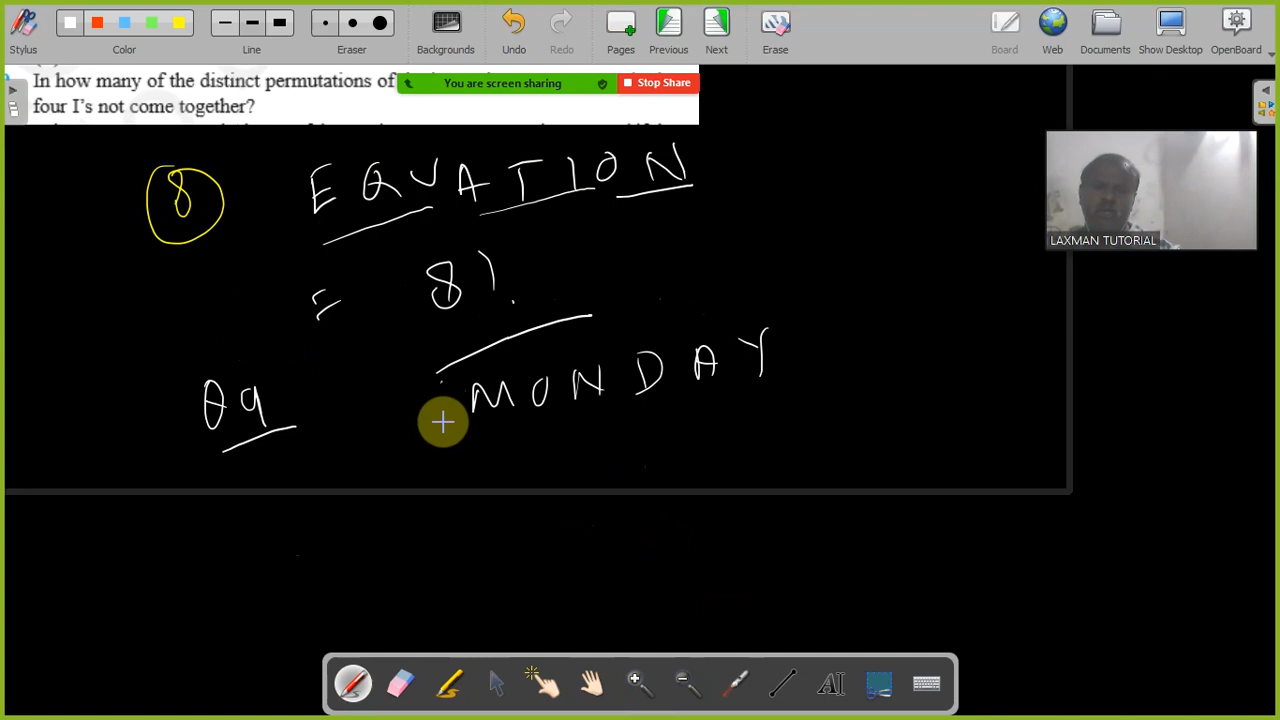 Stylus Color Line Eraser Backgrounds Undo Redo Pages Previous Next Erase Board Web Documents Show Desktop OpenBoard
In how many of the distinct permutations of
You are screen sharing Stop Share
four I's not come together?
8 EQUATION
= 8!
LAXMAN TUTORIAL
MONDAY
Q9
AI